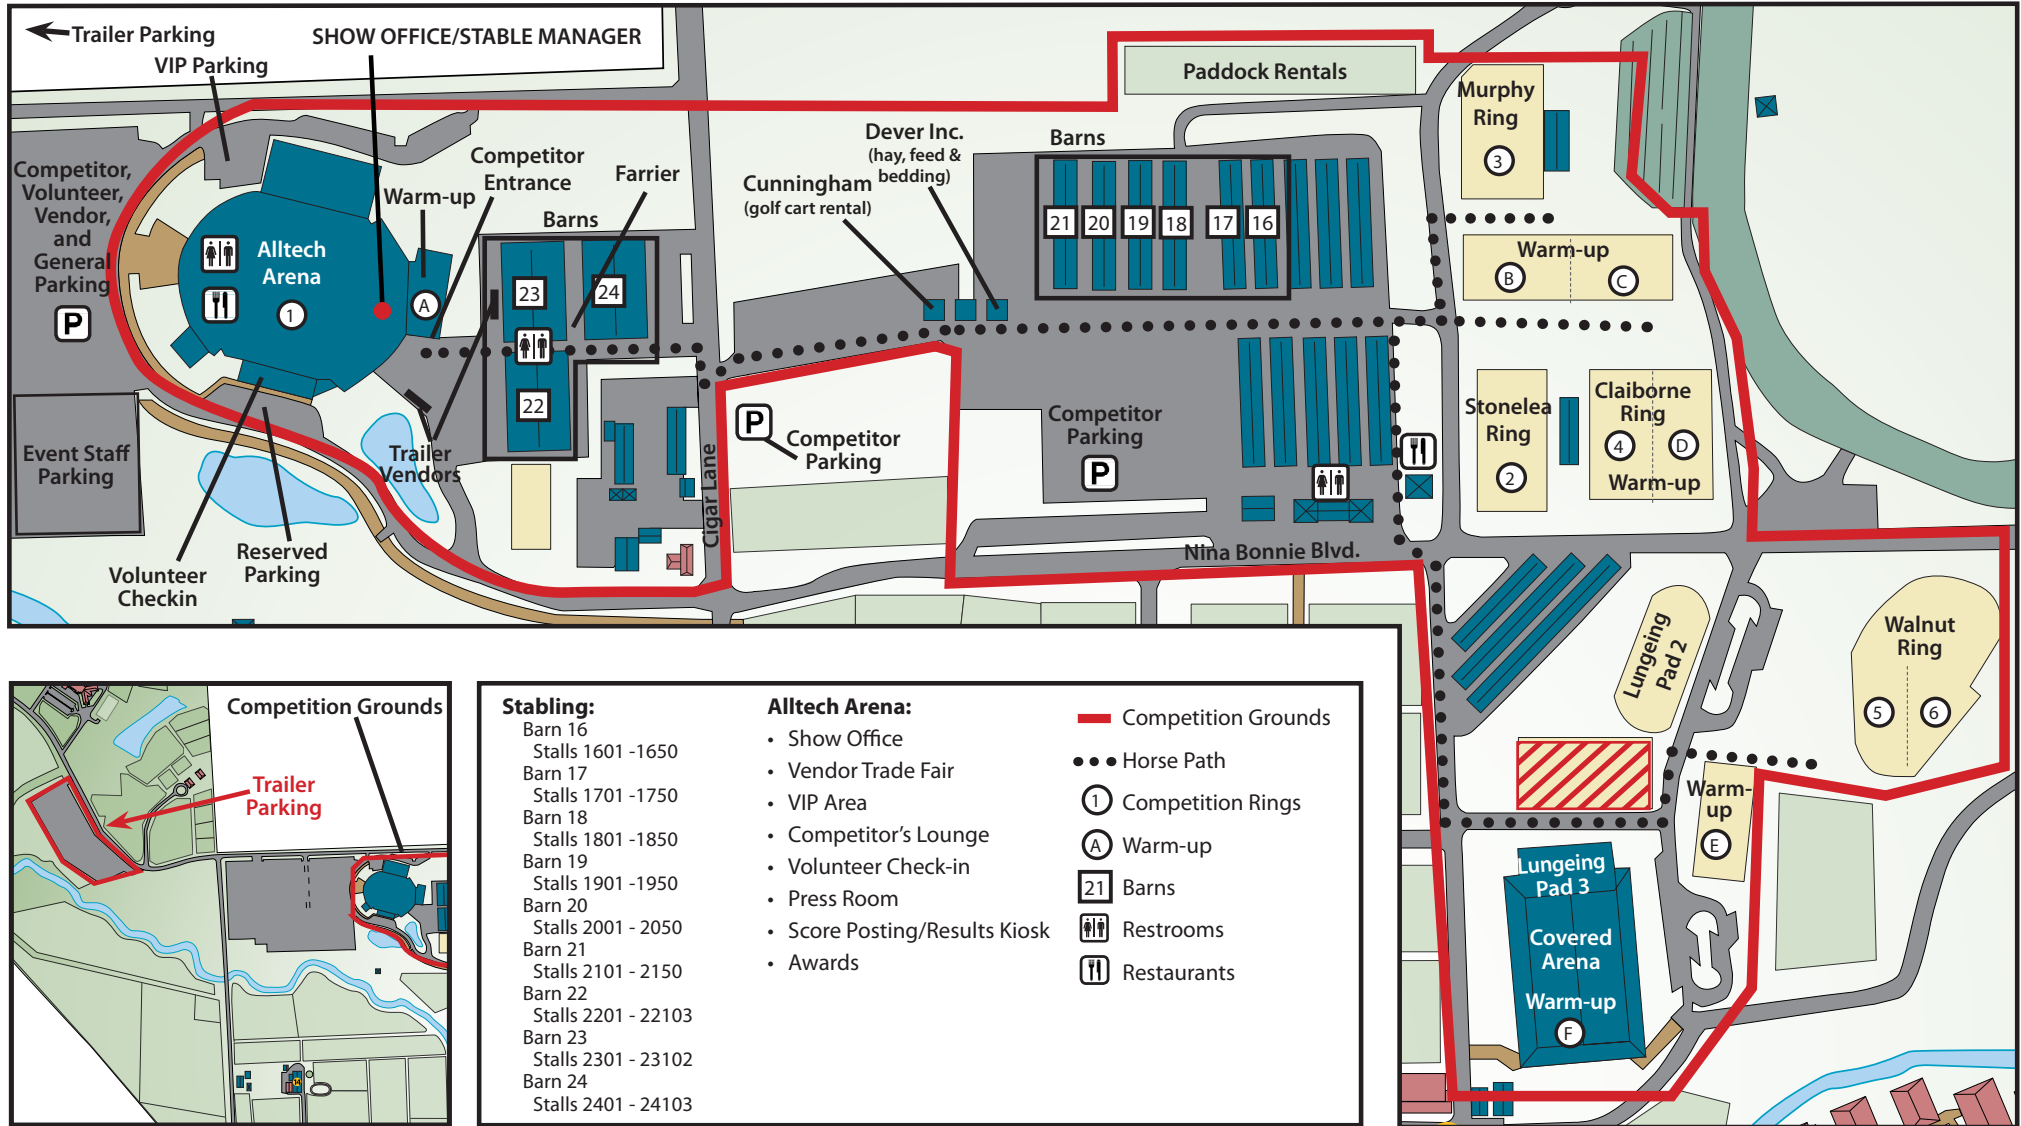 Trailer Parking
VIP Parking
SHOW OFFICE/STABLE MANAGER
Competitor,
Volunteer,
Vendor,
and
General
Parking
P
Alltech
Arena
1
Warm-up
A
Competitor
Entrance
Farrier
Barns
23
24
22
Cunningham
(golf cart rental)
Dever Inc.
(hay, feed &
bedding)
Barns
21
20
19
18
17
16
Paddock Rentals
Murphy
Ring
3
Warm-up
B
C
Stonelea
Ring
2
Claiborne
Ring
4
D
Warm-up
Event Staff
Parking
Volunteer
Checkin
Reserved
Parking
Trailer
Vendors
Cigar Lane
P
Competitor
Parking
Competitor
Parking
P
Nina Bonnie Blvd.
Lungeing
Pad 2
Walnut
Ring
5
6
Warm-
up
E
Lungeing
Pad 3
Covered
Arena
Warm-up
F
Competition Grounds
Trailer
Parking
14
Stabling:
Barn 16
Stalls 1601 -1650
Barn 17
Stalls 1701 -1750
Barn 18
Stalls 1801 -1850
Barn 19
Stalls 1901 -1950
Barn 20
Stalls 2001 - 2050
Barn 21
Stalls 2101 - 2150
Barn 22
Stalls 2201 - 22103
Barn 23
Stalls 2301 - 23102
Barn 24
Stalls 2401 - 24103
Alltech Arena:
• Show Office
• Vendor Trade Fair
• VIP Area
• Competitor’s Lounge
• Volunteer Check-in
• Press Room
• Score Posting/Results Kiosk
• Awards
Competition Grounds
Horse Path
1 Competition Rings
A Warm-up
21 Barns
Restrooms
Restaurants